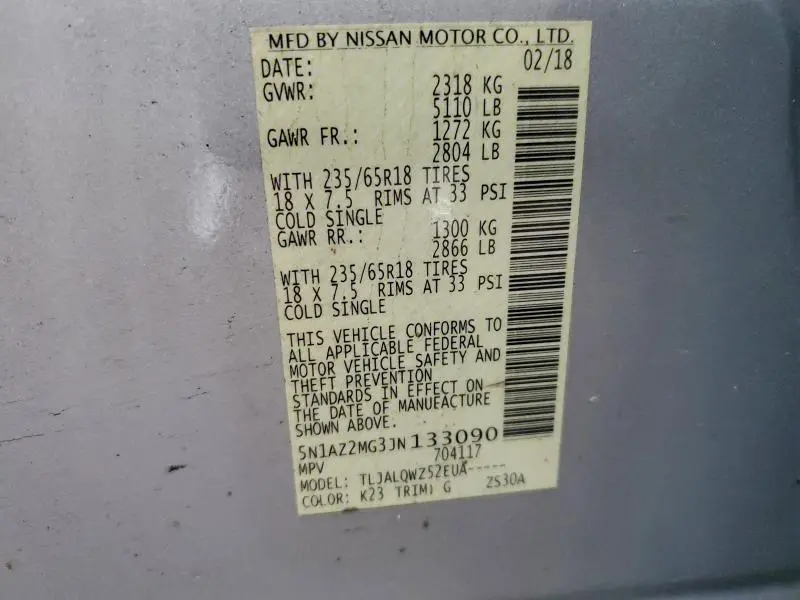 MFD BY NISSAN MOTOR CO., LTD.
DATE: 02/18
GVWR: 2318 KG
5110 LB
GAWR FR.: 1272 KG
2804 LB
WITH 235/65R18 TIRES
18 X 7.5 RIMS AT 33 PSI
COLD SINGLE
GAWR RR.: 1300 KG
2866 LB
WITH 235/65R18 TIRES
18 X 7.5 RIMS AT 33 PSI
COLD SINGLE
THIS VEHICLE CONFORMS TO
ALL APPLICABLE FEDERAL
MOTOR VEHICLE SAFETY AND
THEFT PREVENTION
STANDARDS IN EFFECT ON
THE DATE OF MANUFACTURE
SHOWN ABOVE.
5N1AZ2MG3JN133090
MPV 704117
MODEL: TLJALQWZ52EUA-----
COLOR: K23 TRIM: G ZS30A